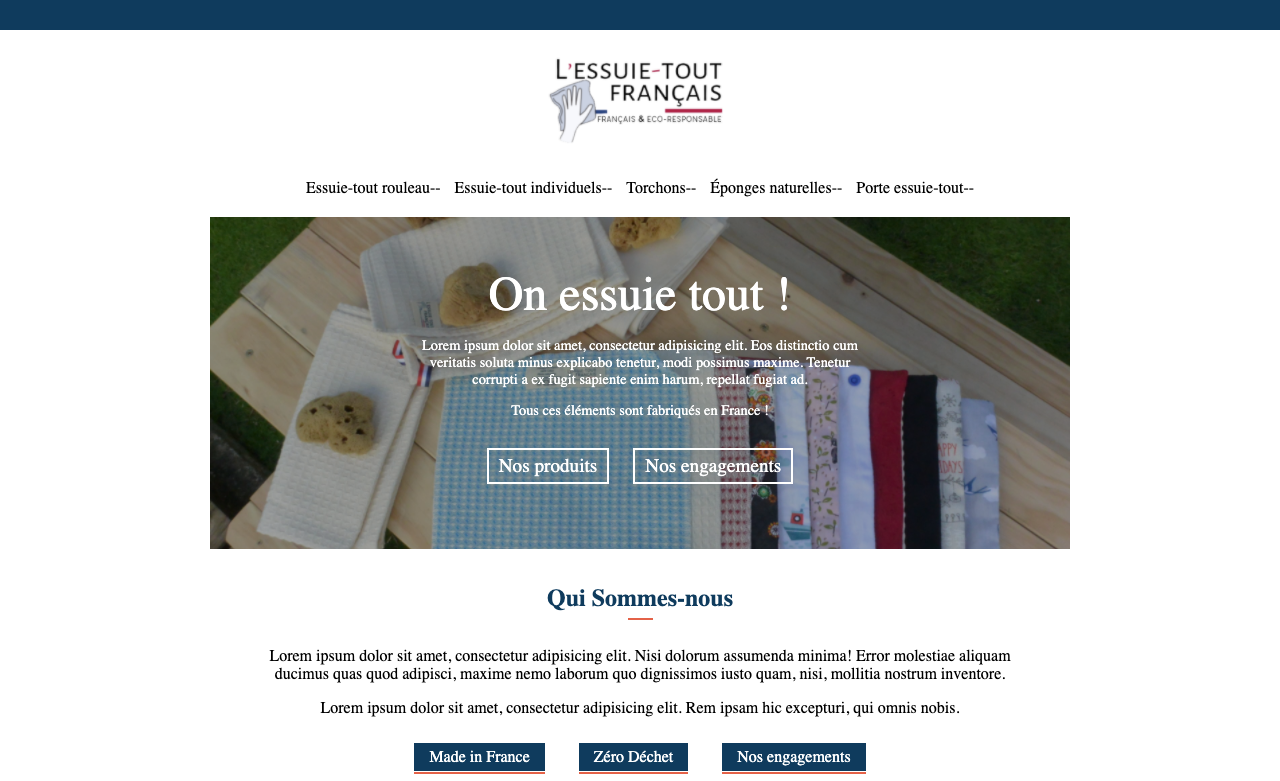 L'ESSUIE-TOUT
FRANÇAIS
FRANÇAIS & ECO-RESPONSABLE
Essuie-tout rouleau-- Essuie-tout individuels-- Torchons-- Éponges naturelles-- Porte essuie-tout--
On essuie tout !
Lorem ipsum dolor sit amet, consectetur adipisicing elit. Eos distinctio cum
veritatis soluta minus explicabo tenetur, modi possimus maxime. Tenetur
corrupti a ex fugit sapiente enim harum, repellat fugiat ad.
Tous ces éléments sont fabriqués en France !
Nos produits Nos engagements
Qui Sommes-nous
Lorem ipsum dolor sit amet, consectetur adipisicing elit. Nisi dolorum assumenda minima! Error molestiae aliquam
ducimus quas quod adipisci, maxime nemo laborum quo dignissimos iusto quam, nisi, mollitia nostrum inventore.
Lorem ipsum dolor sit amet, consectetur adipisicing elit. Rem ipsam hic excepturi, qui omnis nobis.
Made in France Zéro Déchet Nos engagements